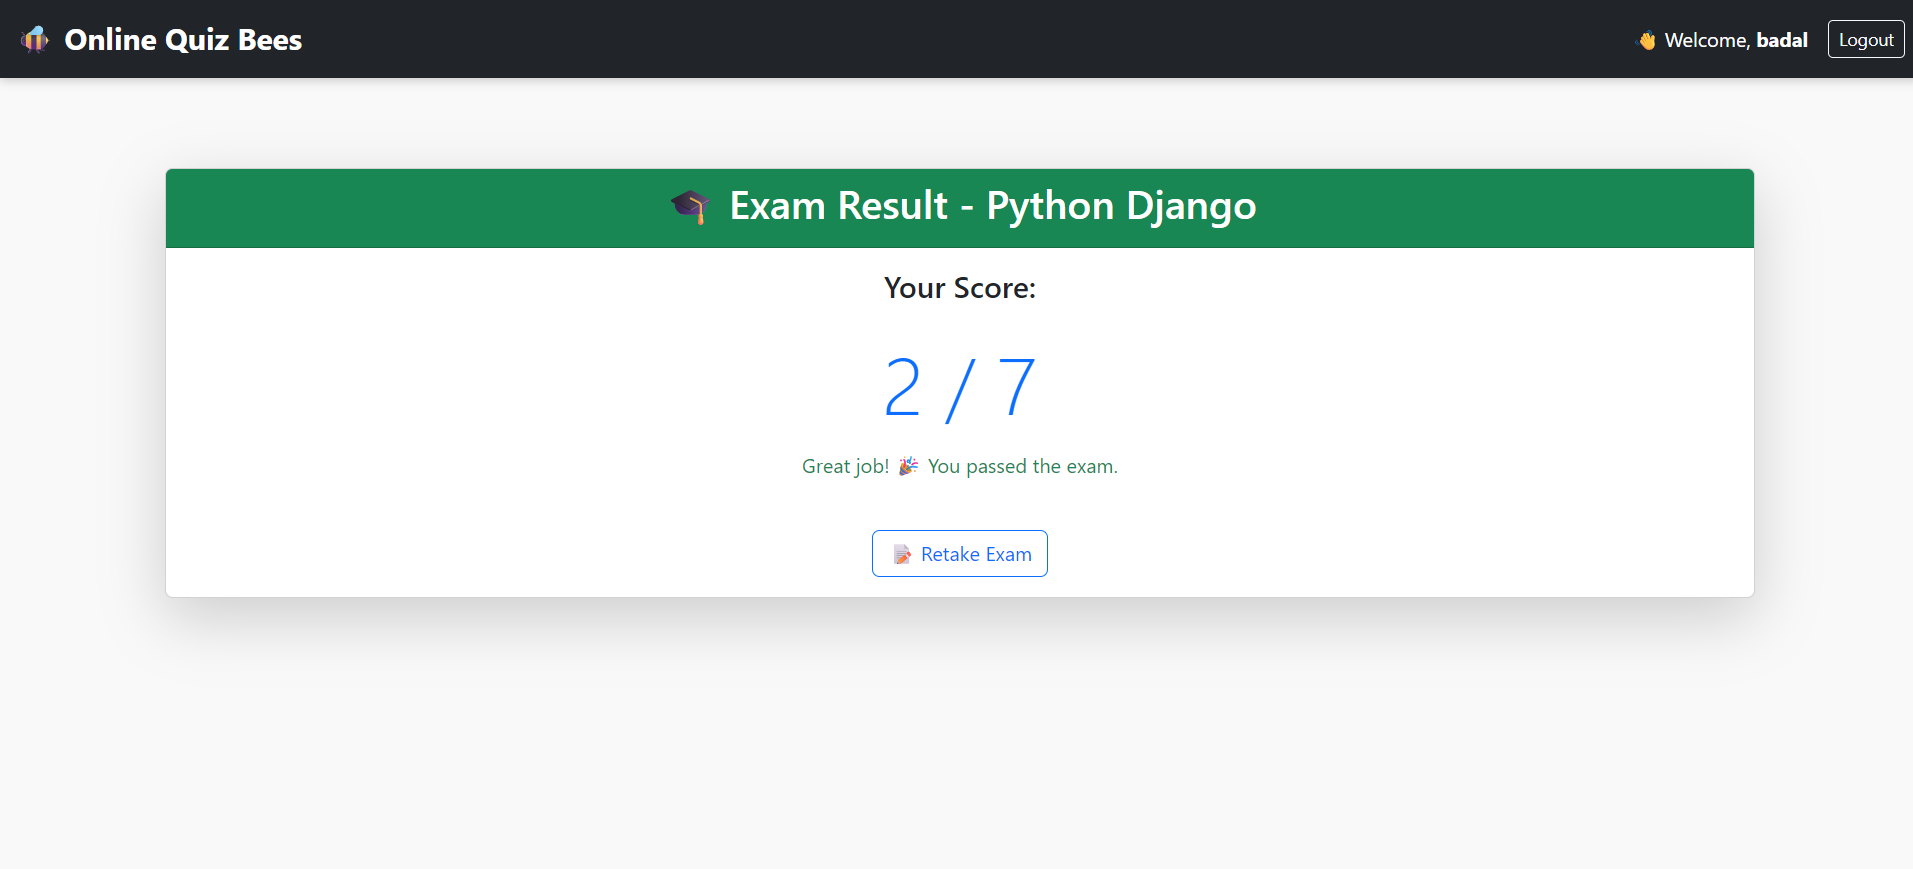 Online Quiz Bees
👋 Welcome, badal
Logout
🎓 Exam Result - Python Django
Your Score:
2 / 7
Great job! 🎉 You passed the exam.
📝 Retake Exam